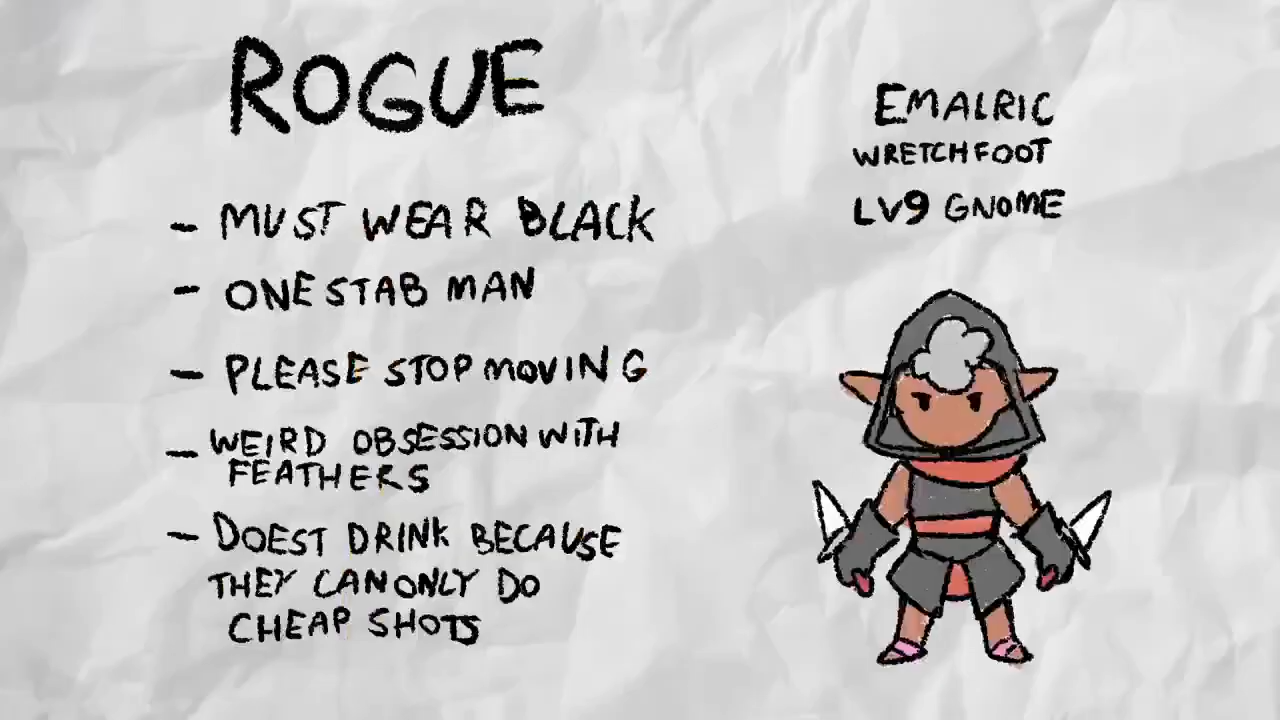 ROGUE
- MUST WEAR BLACK
- ONE STAB MAN
- PLEASE STOP MOVING
- WEIRD OBSESSION WITH
FEATHERS
- DOEST DRINK BECAUSE
THEY CAN ONLY DO
CHEAP SHOTS
EMALRIC
WRETCHFOOT
LV9 GNOME